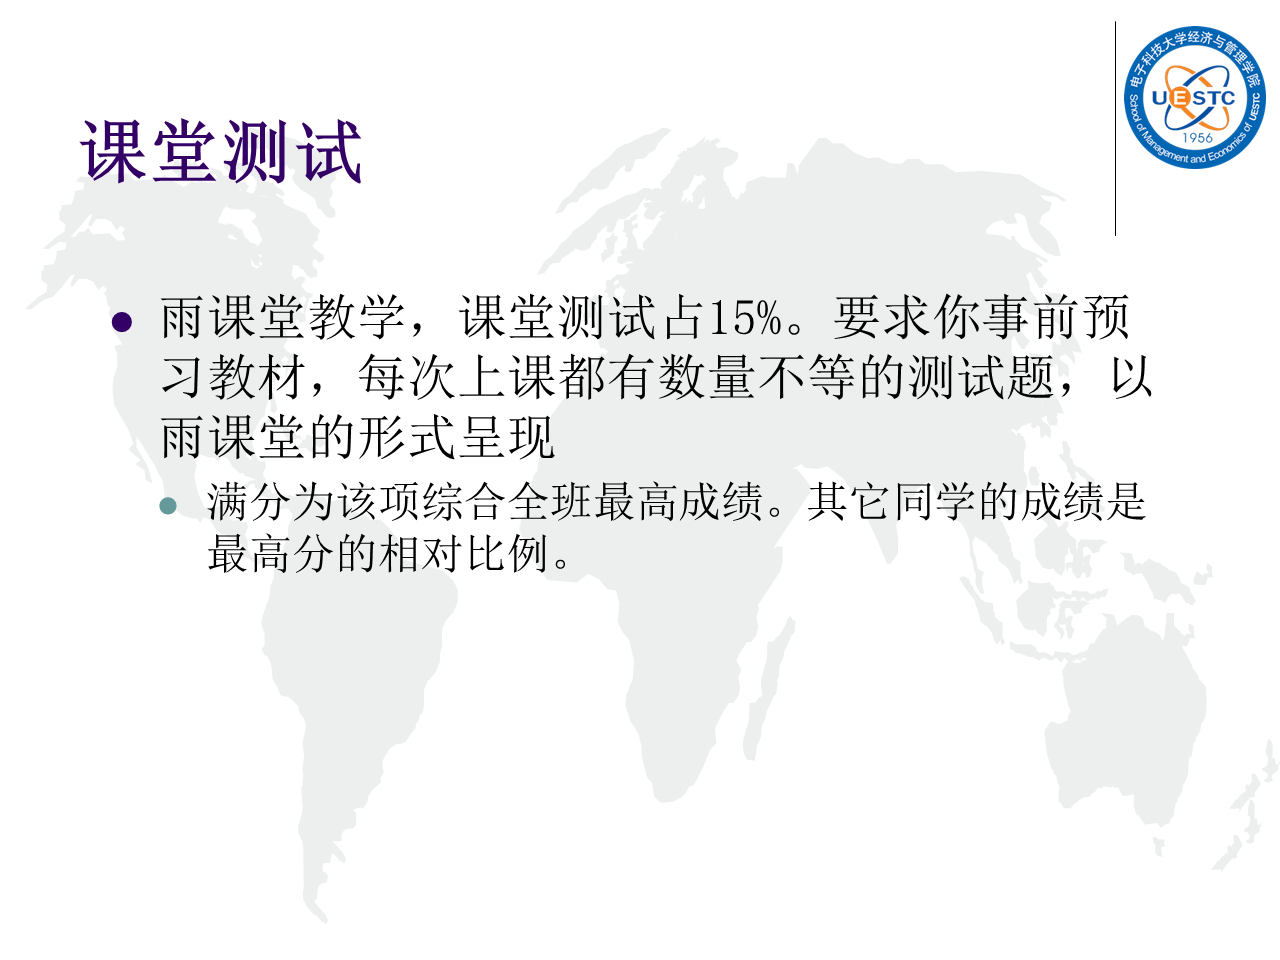 电子科技大学经济与管理学院
UESTC
1956
School of Management and Economics of UESTC
课堂测试
雨课堂教学，课堂测试占15%。要求你事前预
习教材，每次上课都有数量不等的测试题，以
雨课堂的形式呈现
满分为该项综合全班最高成绩。其它同学的成绩是
最高分的相对比例。